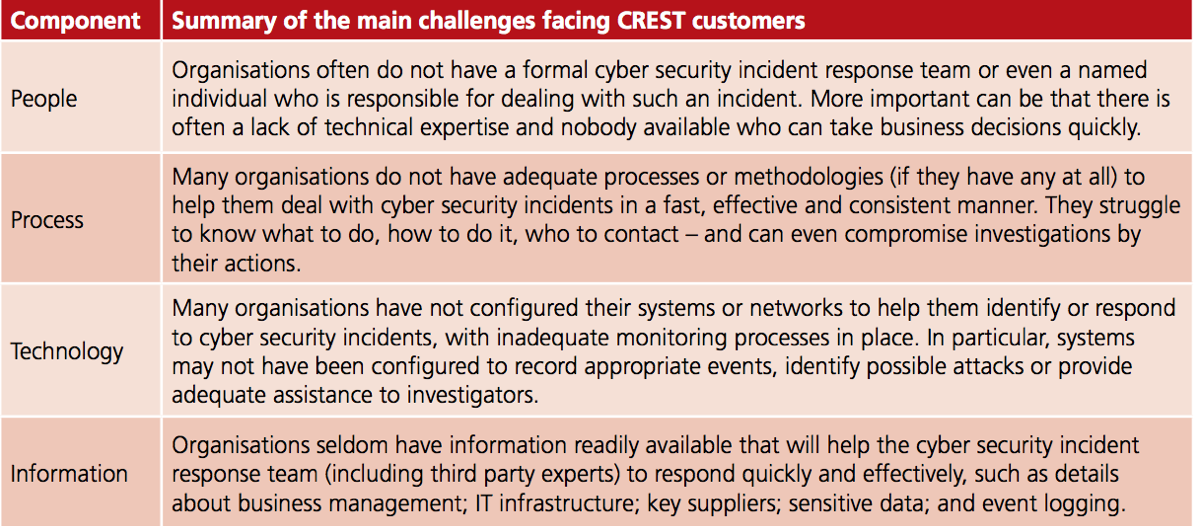 Component
Summary of the main challenges facing CREST customers
People
Organisations often do not have a formal cyber security incident response team or even a named
individual who is responsible for dealing with such an incident. More important can be that there is
often a lack of technical expertise and nobody available who can take business decisions quickly.
Process
Many organisations do not have adequate processes or methodologies (if they have any at all) to
help them deal with cyber security incidents in a fast, effective and consistent manner. They struggle
to know what to do, how to do it, who to contact – and can even compromise investigations by
their actions.
Technology
Many organisations have not configured their systems or networks to help them identify or respond
to cyber security incidents, with inadequate monitoring processes in place. In particular, systems
may not have been configured to record appropriate events, identify possible attacks or provide
adequate assistance to investigators.
Information
Organisations seldom have information readily available that will help the cyber security incident
response team (including third party experts) to respond quickly and effectively, such as details
about business management; IT infrastructure; key suppliers; sensitive data; and event logging.